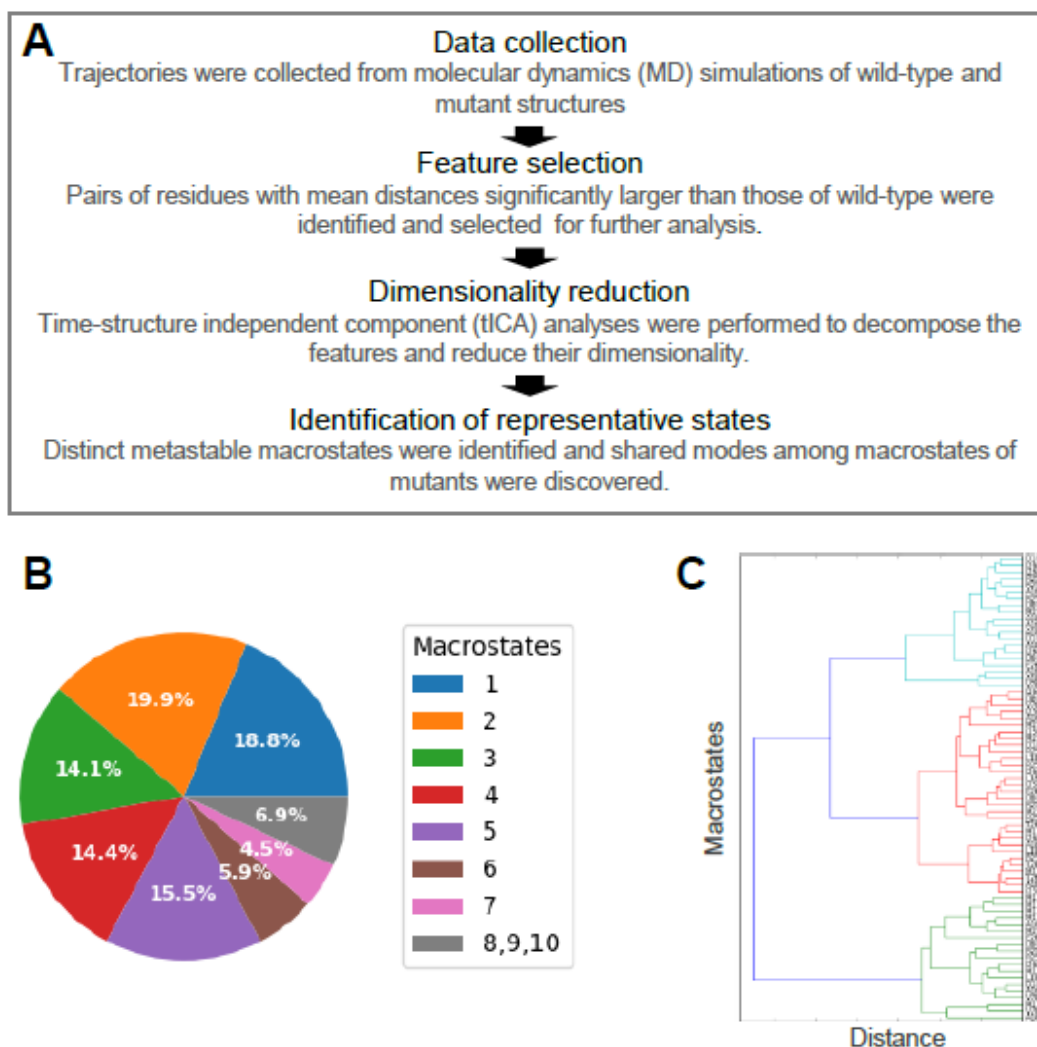 A
Data collection
Trajectories were collected from molecular dynamics (MD) simulations of wild-type and
mutant structures
Feature selection
Pairs of residues with mean distances significantly larger than those of wild-type were
identified and selected for further analysis.
Dimensionality reduction
Time-structure independent component (tICA) analyses were performed to decompose the
features and reduce their dimensionality.
Identification of representative states
Distinct metastable macrostates were identified and shared modes among macrostates of
mutants were discovered.
B
19.9%
18.8%
14.1%
6.9%
4.5%
5.9%
14.4%
15.5%
Macrostates
1
2
3
4
5
6
7
8,9,10
C
Macrostates
Distance